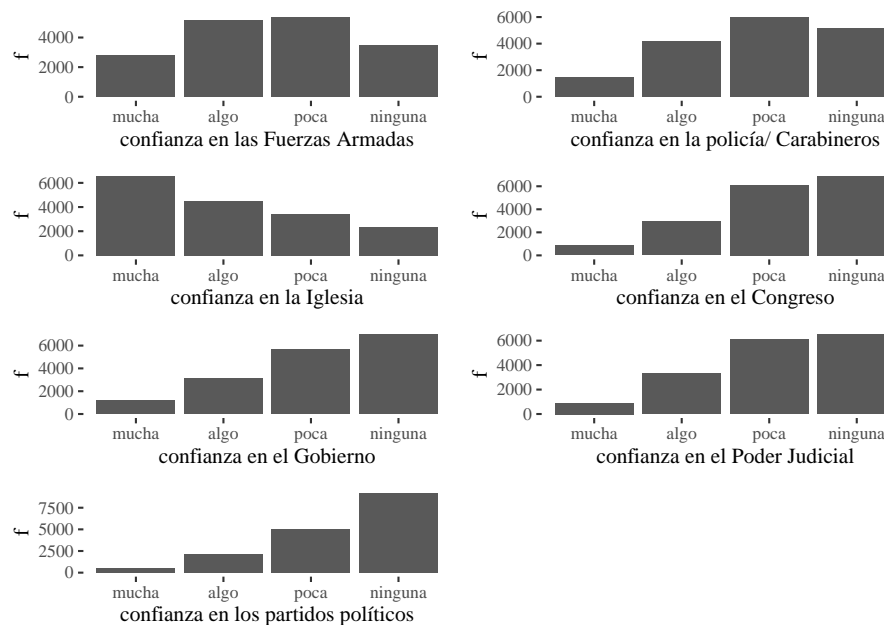 f
4000
2000
0
mucha algo poca ninguna
confianza en las Fuerzas Armadas
f
6000
4000
2000
0
mucha algo poca ninguna
confianza en la policía/ Carabineros
f
6000
4000
2000
0
mucha algo poca ninguna
confianza en la Iglesia
f
6000
4000
2000
0
mucha algo poca ninguna
confianza en el Congreso
f
6000
4000
2000
0
mucha algo poca ninguna
confianza en el Gobierno
f
6000
4000
2000
0
mucha algo poca ninguna
confianza en el Poder Judicial
f
7500
5000
2500
0
mucha algo poca ninguna
confianza en los partidos políticos